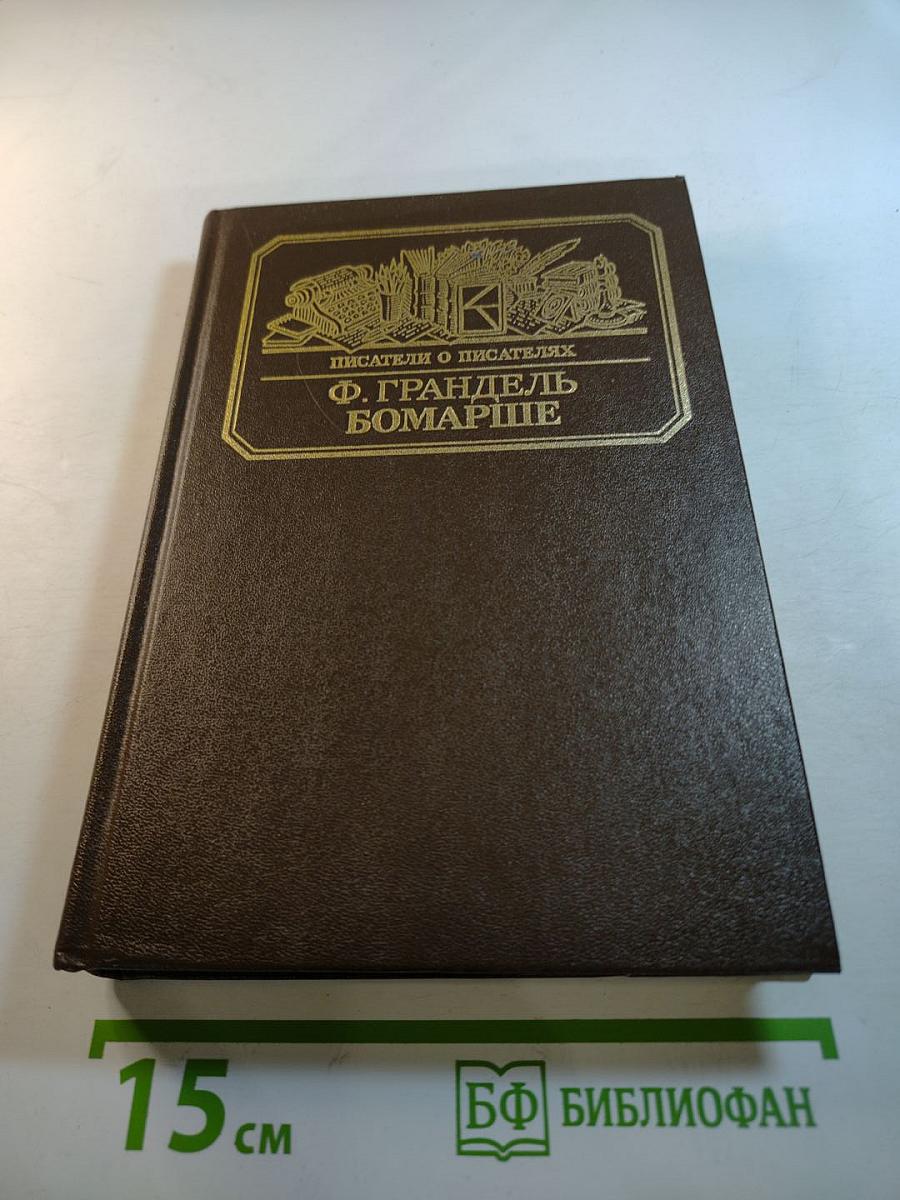 ПИСАТЕЛИ О ПИСАТЕЛЯХ
Ф. ГРАНДЕЛЬ
БОМАРШЕ
15 см
БФ БИБЛИОФАН